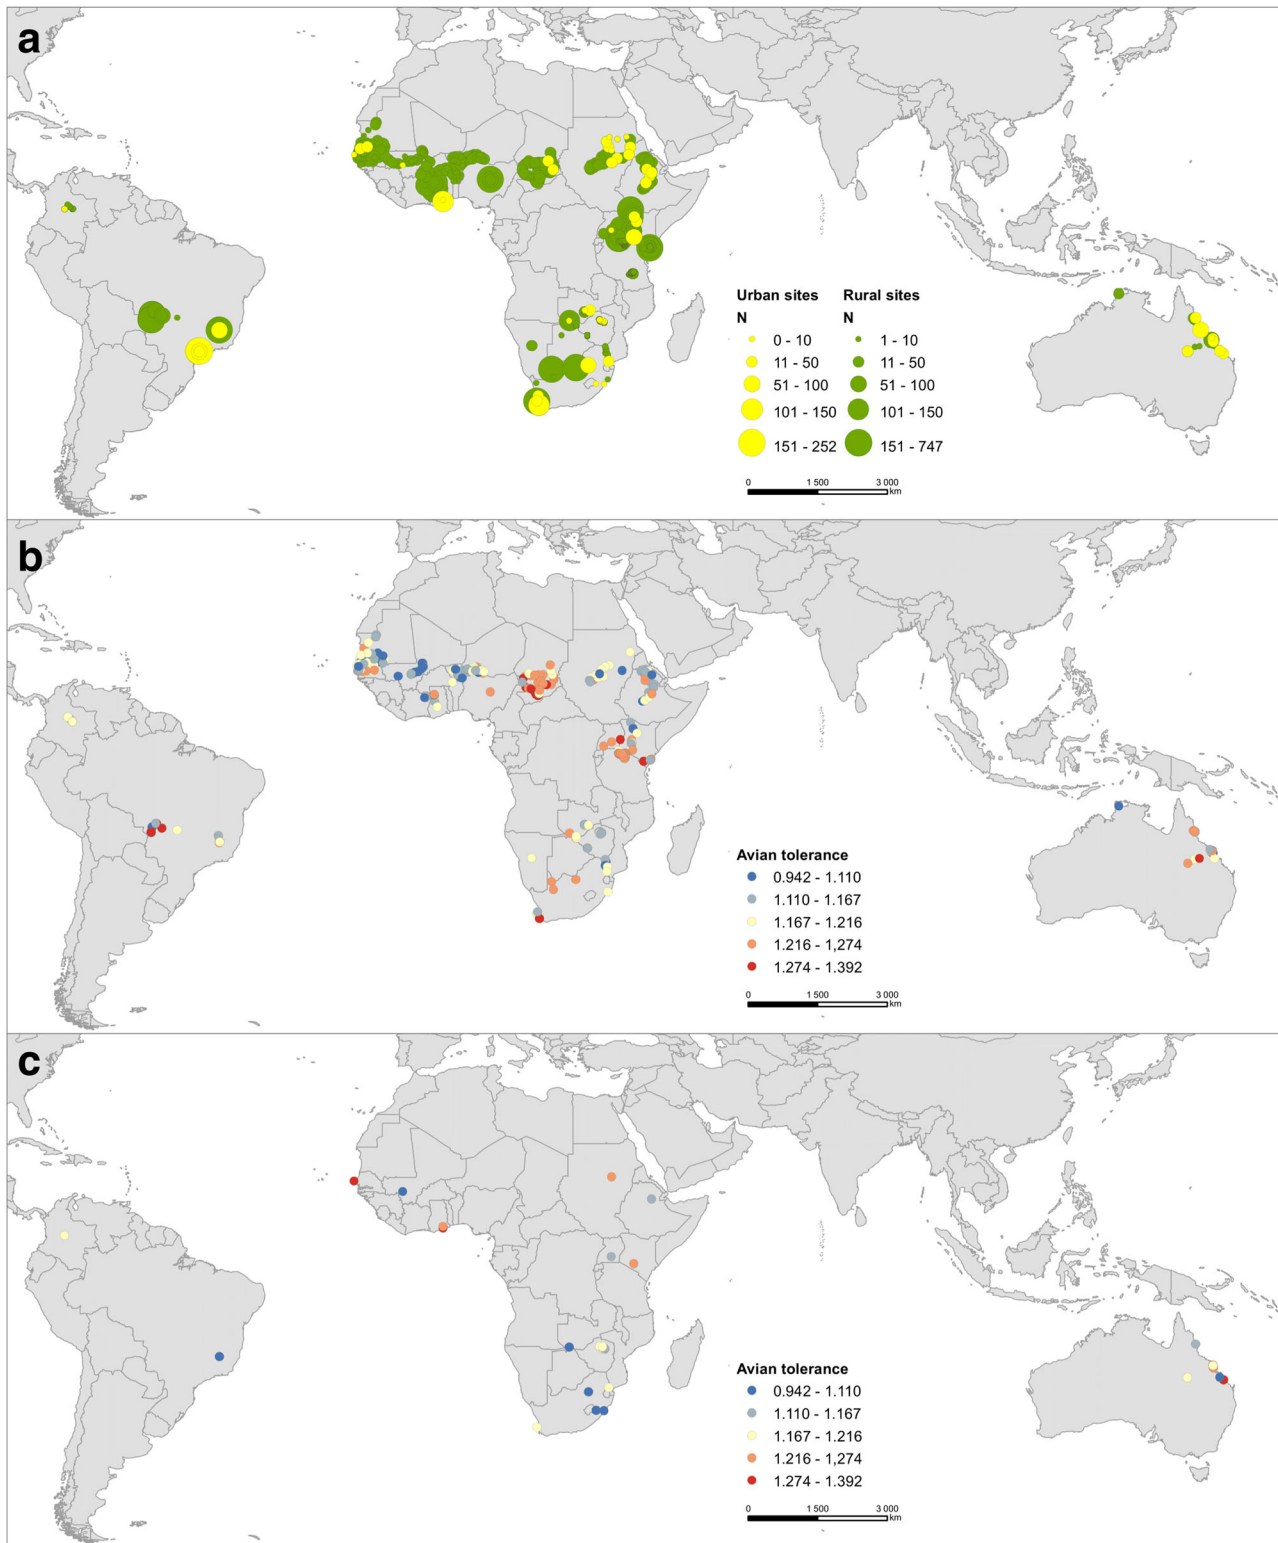 a
Urban sites Rural sites
N N
0 - 10 1 - 10
11 - 50 11 - 50
51 - 100 51 - 100
101 - 150 101 - 150
151 - 252 151 - 747
0 1 500 3 000
km
b
Avian tolerance
0.942 - 1.110
1.110 - 1.167
1.167 - 1.216
1.216 - 1,274
1.274 - 1.392
0 1 500 3 000
km
c
Avian tolerance
0.942 - 1.110
1.110 - 1.167
1.167 - 1.216
1.216 - 1,274
1.274 - 1.392
0 1 500 3 000
km